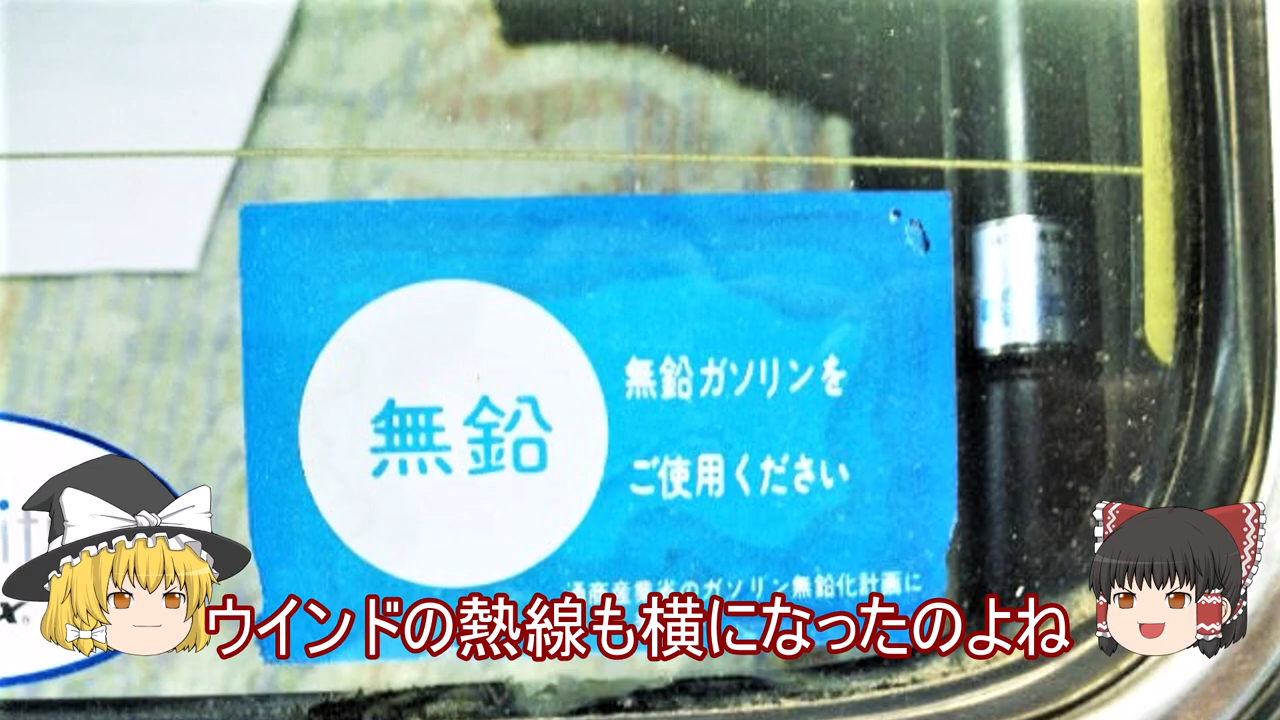 無鉛
無鉛ガソリンを
ご使用ください
通商産業省のガソリン無鉛化計画に
ウインドの熱線も横になったのよね
it
x